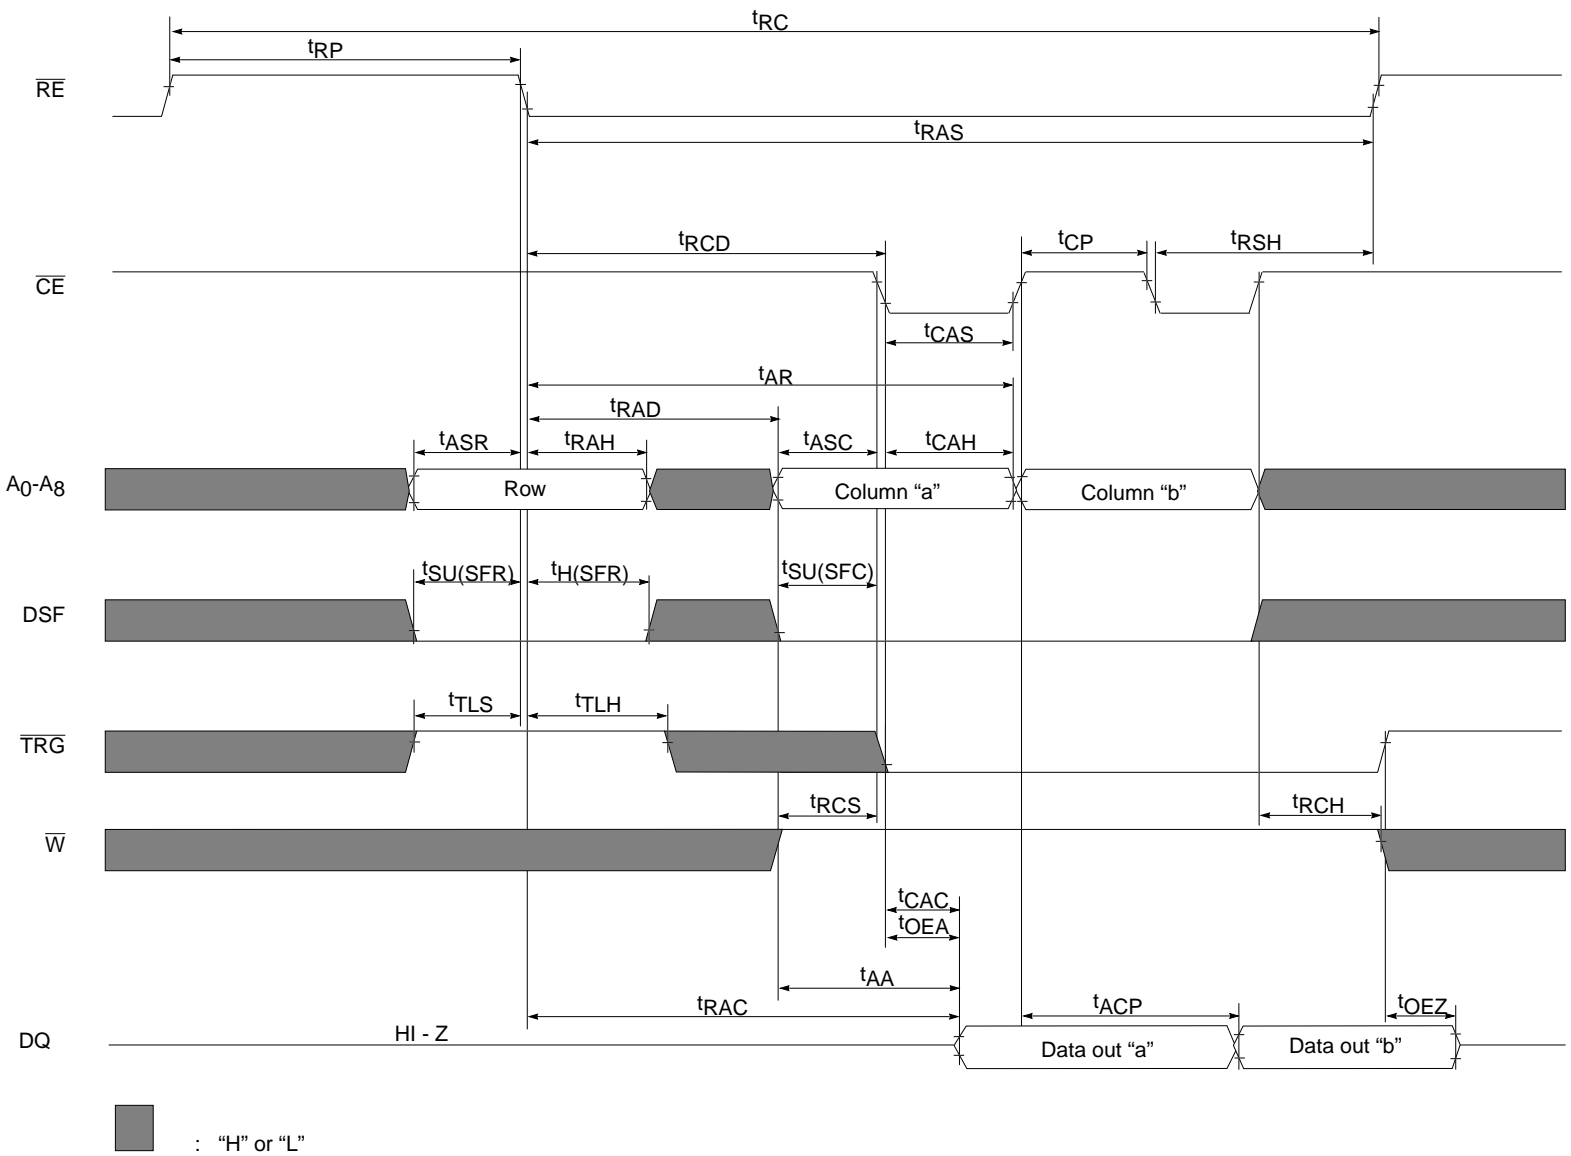 tRC
tRP
RE
tRAS
tRCD
tCP
tRSH
CE
tCAS
tAR
tRAD
tASR
tRAH
tASC
tCAH
A0-A8
Row
Column “a”
Column “b”
tSU(SFR)
tH(SFR)
tSU(SFC)
DSF
tTLS
tTLH
TRG
tRCS
tRCH
W
tCAC
tOEA
tAA
tRAC
tACP
tOEZ
DQ
HI - Z
Data out “a”
Data out “b”
: “H” or “L”